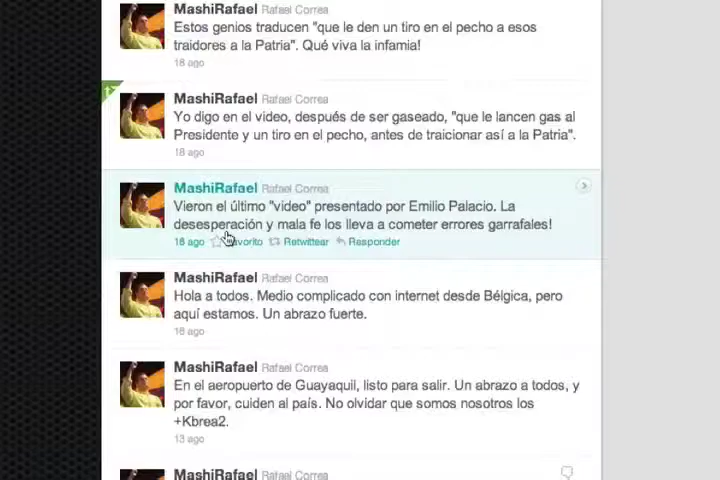 MashiRafael Rafael Correa
Estos genios traducen "que le den un tiro en el pecho a esos
traidores a la Patria". Qué viva la infamia!
18 ago
MashiRafael Rafael Correa
Yo digo en el video, después de ser gaseado, "que le lancen gas al
Presidente y un tiro en el pecho, antes de traicionar así a la Patria".
18 ago
MashiRafael Rafael Correa
Vieron el último "video" presentado por Emilio Palacio. La
desesperación y mala fe los lleva a cometer errores garrafales!
18 ago Favorito Retwittear Responder
MashiRafael Rafael Correa
Hola a todos. Medio complicado con internet desde Bélgica, pero
aquí estamos. Un abrazo fuerte.
16 ago
MashiRafael Rafael Correa
En el aeropuerto de Guayaquil, listo para salir. Un abrazo a todos, y
por favor, cuiden al país. No olvidar que somos nosotros los
+Kbrea2.
13 ago
MashiRafael Rafael Correa